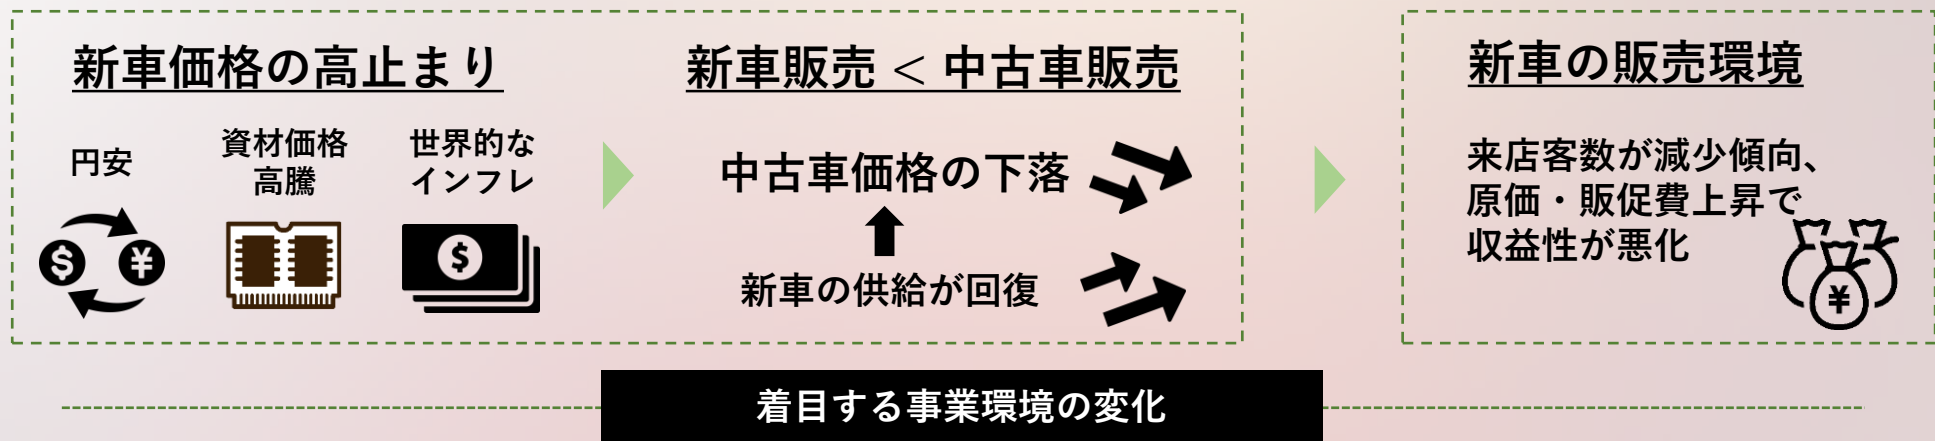 新車価格の高止まり
円安
資材価格
高騰
世界的な
インフレ
$
¥
$
新車販売 < 中古車販売
中古車価格の下落
新車の供給が回復
新車の販売環境
来店客数が減少傾向、
原価・販促費上昇で
収益性が悪化
¥
着目する事業環境の変化